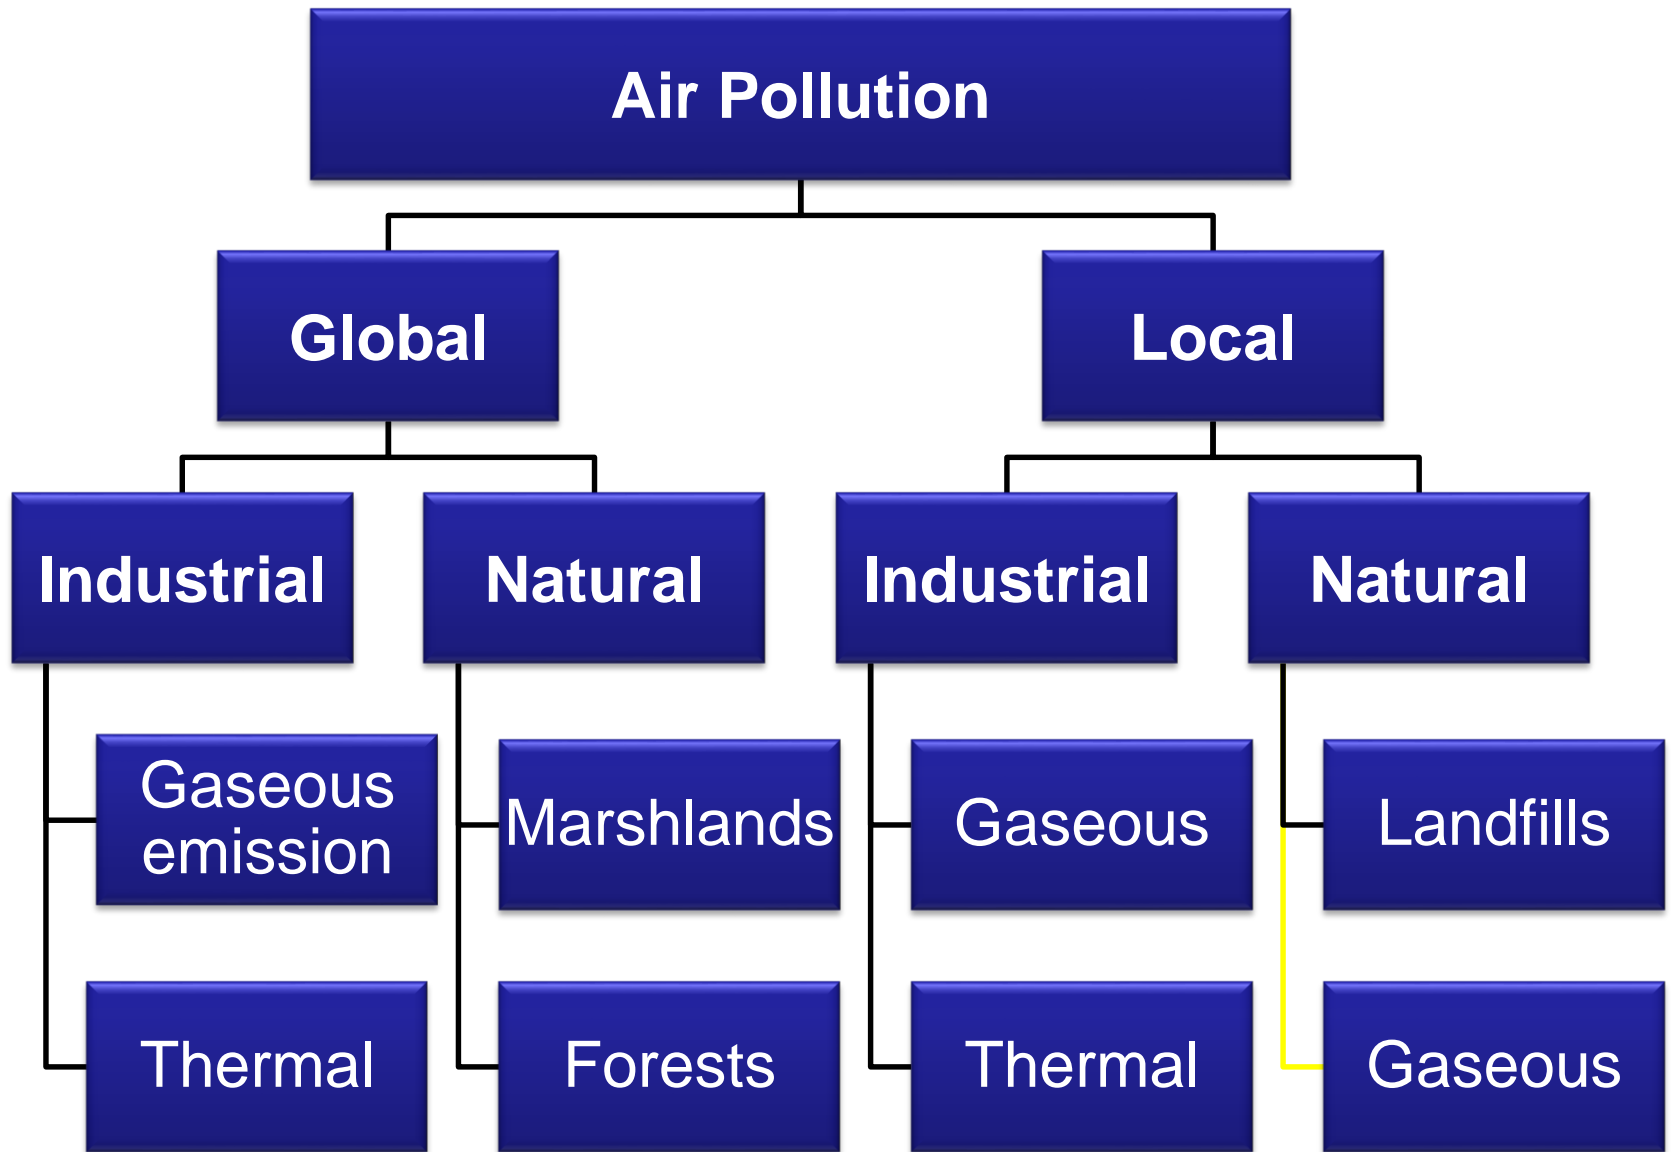 Air Pollution
Global
Local
Industrial
Natural
Industrial
Natural
Gaseous
emission
Marshlands
Gaseous
Landfills
Thermal
Forests
Thermal
Gaseous